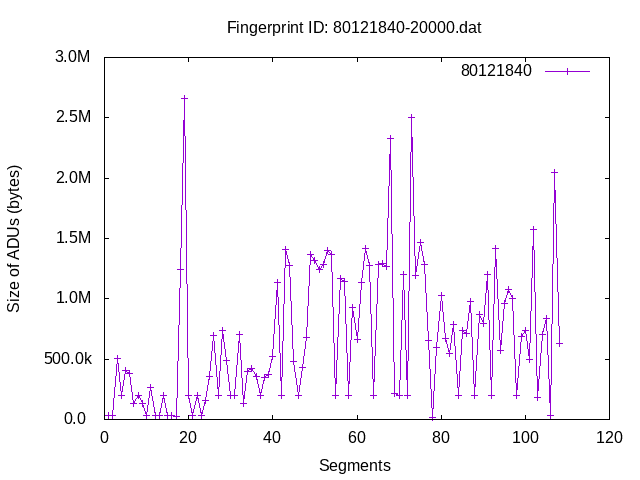 Fingerprint ID: 80121840-20000.dat
3.0M
80121840
2.5M
2.0M
1.5M
1.0M
500.0k
0.0
Size of ADUs (bytes)
0 20 40 60 80 100 120
Segments